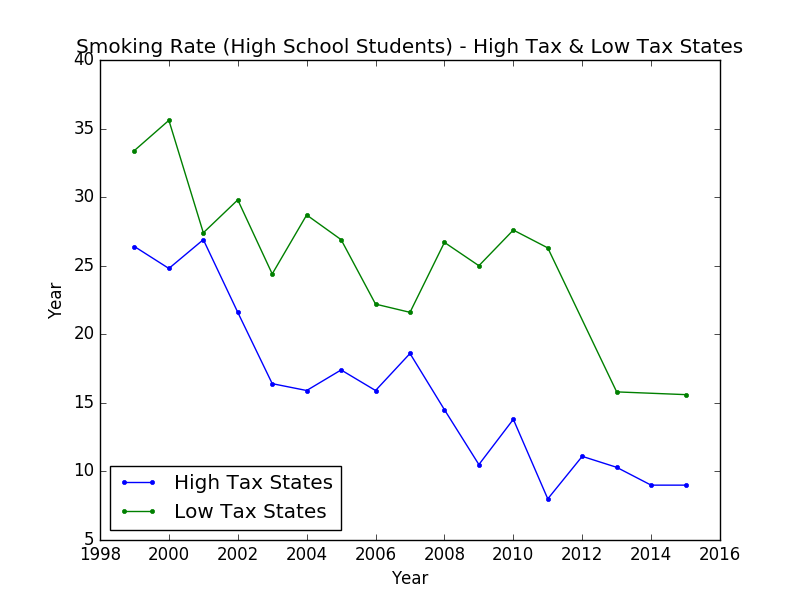 Smoking Rate (High School Students) - High Tax & Low Tax States
40
35
30
25
20
15
10
5
Year
High Tax States
Low Tax States
1998 2000 2002 2004 2006 2008 2010 2012 2014 2016
Year